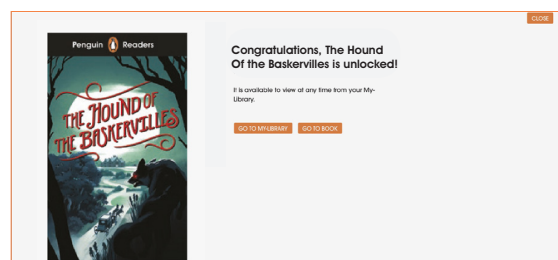 CLOSE
Penguin Readers
THE HOUND OF
THE BASKERVILLES
Congratulations, The Hound
Of the Baskervilles is unlocked!
It is available to view at any time from your My-
Library.
GO TO MY-LIBRARY GO TO BOOK